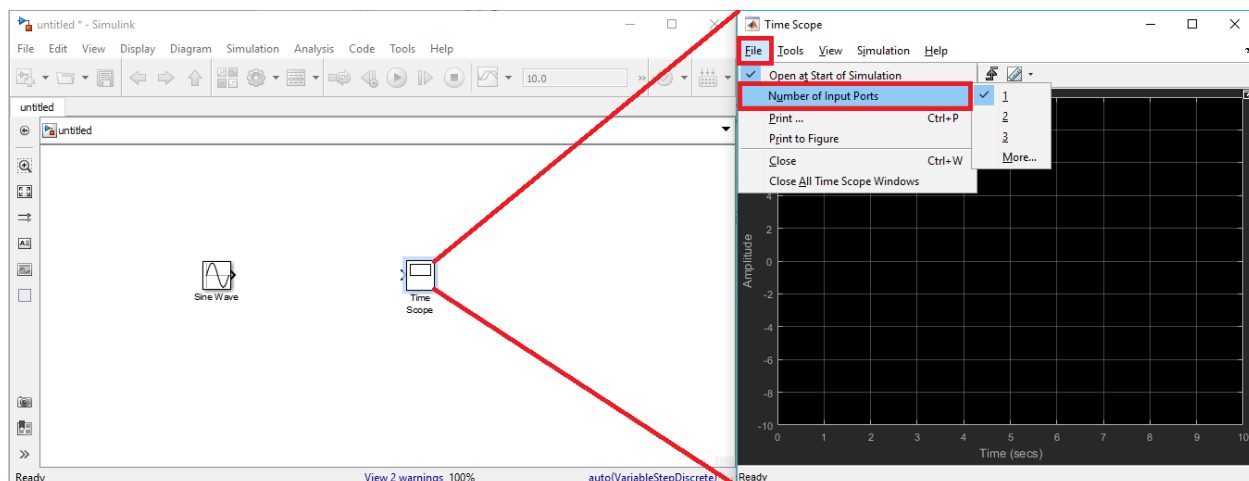 untitled * - Simulink
File Edit View Display Diagram Simulation Analysis Code Tools Help
10.0
»
untitled
untitled
Sine Wave
Time
Scope
»
Ready
View 2 warnings 100%
auto(VariableStepDiscrete)
Time Scope
File Tools View Simulation Help
Open at Start of Simulation
Number of Input Ports
Print ... Ctrl+P
Print to Figure
Close Ctrl+W
Close All Time Scope Windows
1
2
3
More...
Amplitude
4
2
0
-2
-4
-6
-8
-10
0 1 2 3 4 5 6 7 8 9 10
Time (secs)
Ready